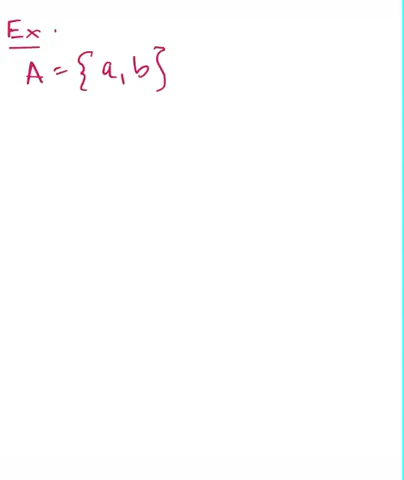 Ex.
A = { a, b }